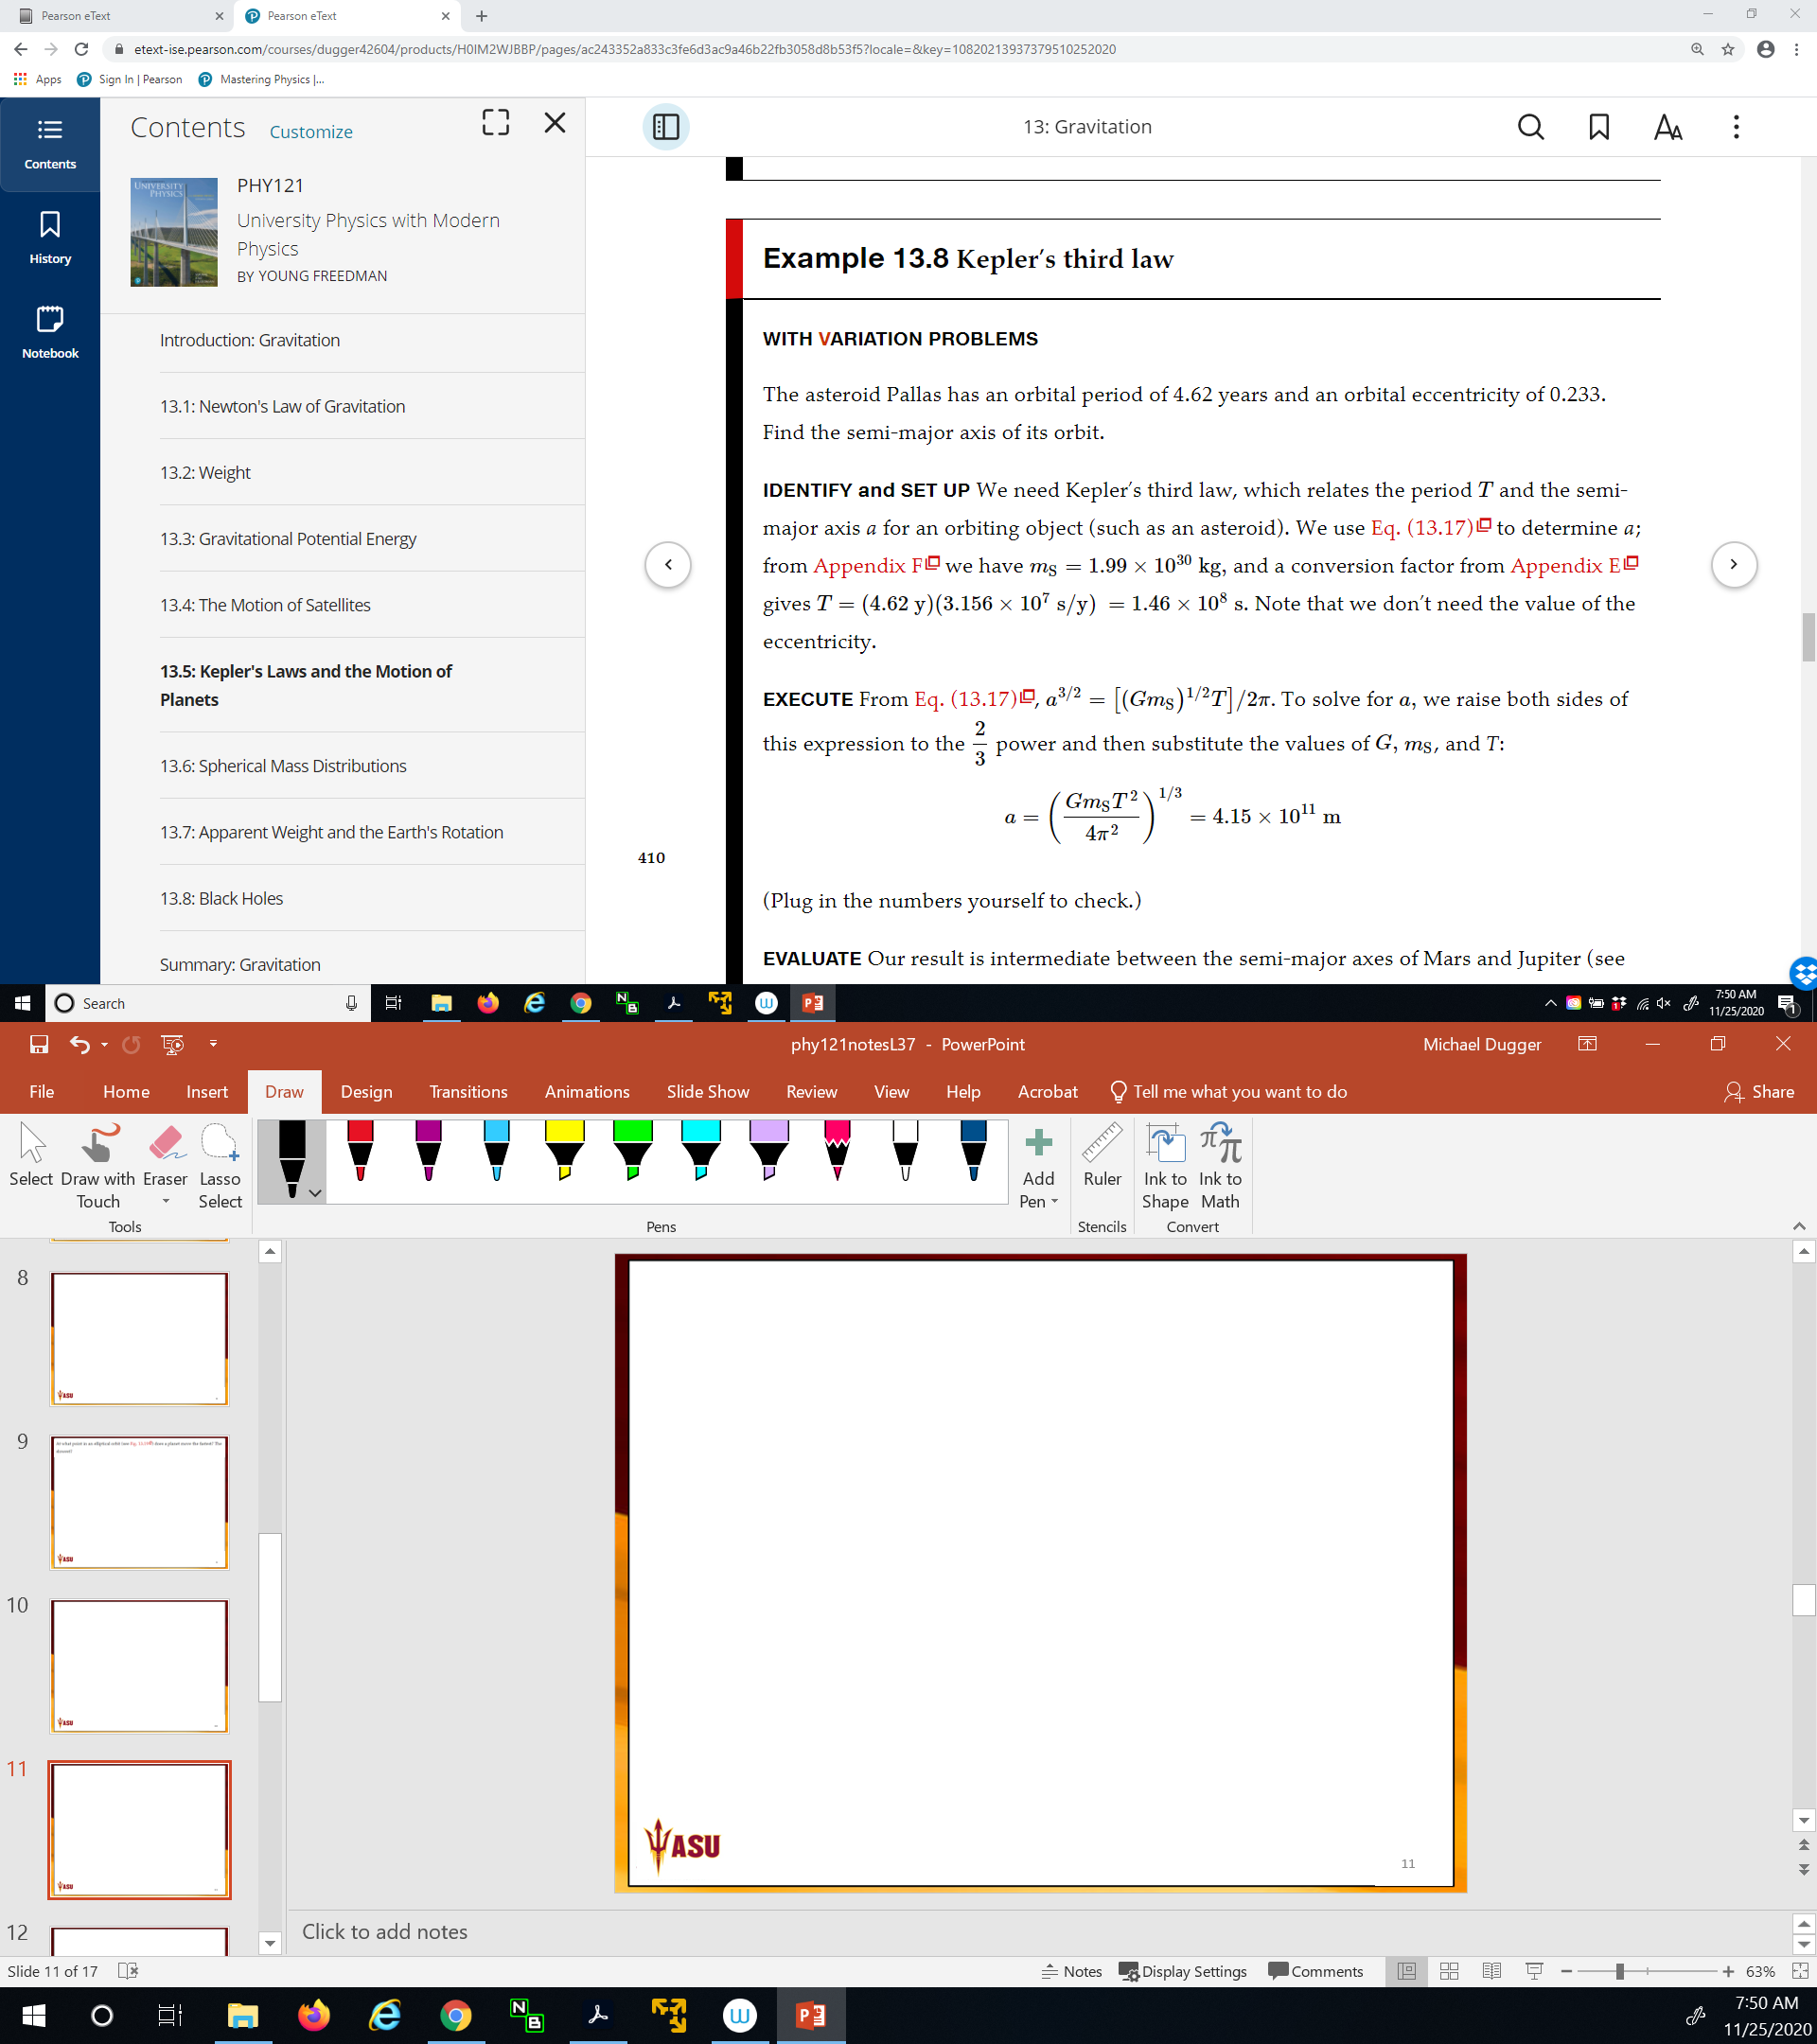 Pearson eText
Pearson eText
etext-ise.pearson.com/courses/dugger42604/products/H0IM2WJBBP/pages/ac243352a833c3fe6d3ac9a46b22fb3058d8b53f5?locale=&key=10820213937379510252020
Apps Sign In | Pearson Mastering Physics |...
Contents
History
Notebook
Contents Customize
UNIVERSITY PHYSICS
PHY121
University Physics with Modern
Physics
BY YOUNG FREEDMAN
Introduction: Gravitation
13.1: Newton's Law of Gravitation
13.2: Weight
13.3: Gravitational Potential Energy
13.4: The Motion of Satellites
13.5: Kepler's Laws and the Motion of
Planets
13.6: Spherical Mass Distributions
13.7: Apparent Weight and the Earth's Rotation
13.8: Black Holes
Summary: Gravitation
13: Gravitation
Example 13.8 Kepler's third law
WITH VARIATION PROBLEMS
The asteroid Pallas has an orbital period of 4.62 years and an orbital eccentricity of 0.233.
Find the semi-major axis of its orbit.
IDENTIFY and SET UP We need Kepler's third law, which relates the period T and the semi-
major axis a for an orbiting object (such as an asteroid). We use Eq. (13.17) to determine a;
from Appendix F we have mS = 1.99 × 10³⁰ kg, and a conversion factor from Appendix E
gives T = (4.62 y)(3.156 × 10⁷ s/y) = 1.46 × 10⁸ s. Note that we don't need the value of the
eccentricity.
EXECUTE From Eq. (13.17), a^3/2 = [(GmS)^1/2 T]/2π. To solve for a, we raise both sides of
this expression to the 2/3 power and then substitute the values of G, mS, and T:
a = (GmS T²/4π²)^1/3 = 4.15 × 10¹¹ m
410
(Plug in the numbers yourself to check.)
EVALUATE Our result is intermediate between the semi-major axes of Mars and Jupiter (see
Search
7:50 AM
11/25/2020
1
phy121notesL37 - PowerPoint
Michael Dugger
File Home Insert Draw Design Transitions Animations Slide Show Review View Help Acrobat Tell me what you want to do Share
Select Draw with Touch Eraser Lasso Select
Add Pen Ruler Ink to Shape Ink to Math
Tools Pens Stencils Convert
8
ASU
9
ASU
10
ASU
11
ASU
12
ASU
11
Click to add notes
Slide 11 of 17
Notes Display Settings Comments 63%
7:50 AM
11/25/2020